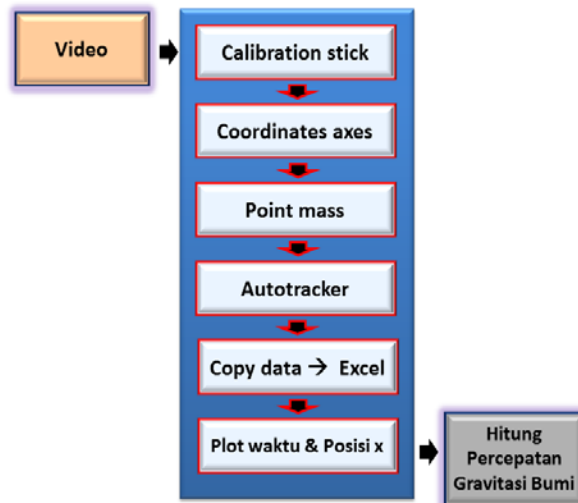 Video
Calibration stick
Coordinates axes
Point mass
Autotracker
Copy data → Excel
Plot waktu & Posisi x
Hitung
Percepatan
Gravitasi Bumi